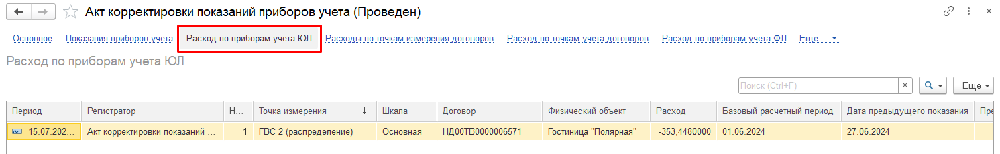 Акт корректировки показаний приборов учета (Проведен)
Основное Показания приборов учета Расход по приборам учета ЮЛ Расходы по точкам измерения договоров Расход по точкам учета договоров Расход по приборам учета ФЛ Еще...
Расход по приборам учета ЮЛ
Поиск (Ctrl+F) × Еще
Период Регистратор Н... Точка измерения ↓ Шкала Договор Физический объект Расход Базовый расчетный период Дата предыдущего показания Пре
15.07.202... Акт корректировки показаний ... 1 ГВС 2 (распределение) Основная НД00ТВ0000006571 Гостиница "Полярная" -353,4480000 01.06.2024 27.06.2024